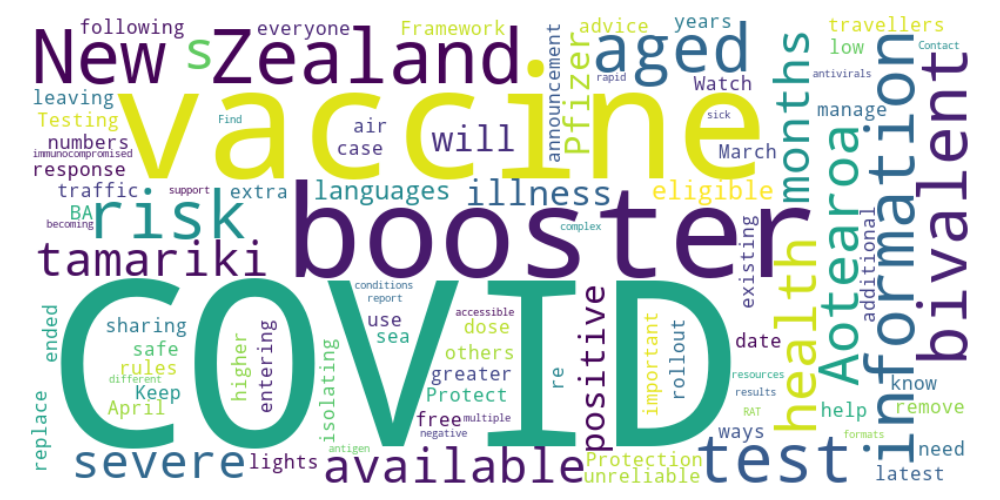 following
everyone
Framework
announcement
advice
years
travellers
New
s
Zealand
Pfizer
aged
low
Contact
leaving
vaccine
Watch
rapid
months
antivirals
Testing
Find
air
will
sick
manage
numbers
case
March
immunocompromised
response
information
bivalent
traffic
support
extra
languages
illness
eligible
BA
risk
becoming
booster
complex
Aotearoa
tamariki
existing
additional
health
COVID
conditions
report
ended
sharing
use
accessible
positive
important
rollout
date
safe
sea
dose
rules
higher
entering
isolating
others
different
Keep
greater
re
resources
know
April
Protect
results
replace
free
multiple
RAT
help
remove
negative
ways
formats
antigen
severe
lights
available
Protection
unreliable
test
need
latest